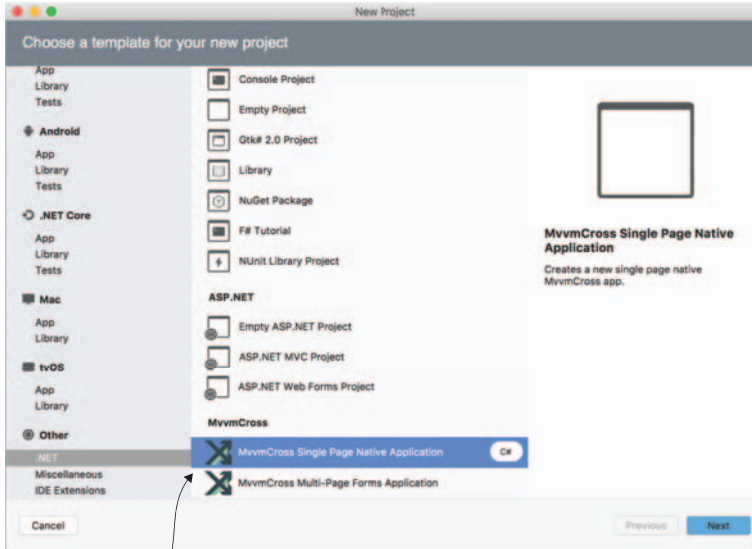 New Project
Choose a template for your new project
App
Library
Tests
Android
App
Library
Tests
.NET Core
App
Library
Tests
Mac
App
Library
tvOS
App
Library
Other
.NET
Miscellaneous
IDE Extensions
Console Project
Empty Project
Gtk# 2.0 Project
Library
NuGet Package
F# Tutorial
NUnit Library Project
ASP.NET
Empty ASP.NET Project
ASP.NET MVC Project
ASP.NET Web Forms Project
MvvmCross
MvvmCross Single Page Native Application C#
MvvmCross Multi-Page Forms Application
MvvmCross Single Page Native
Application
Creates a new single page native
MvvmCross app.
Cancel
Previous
Next